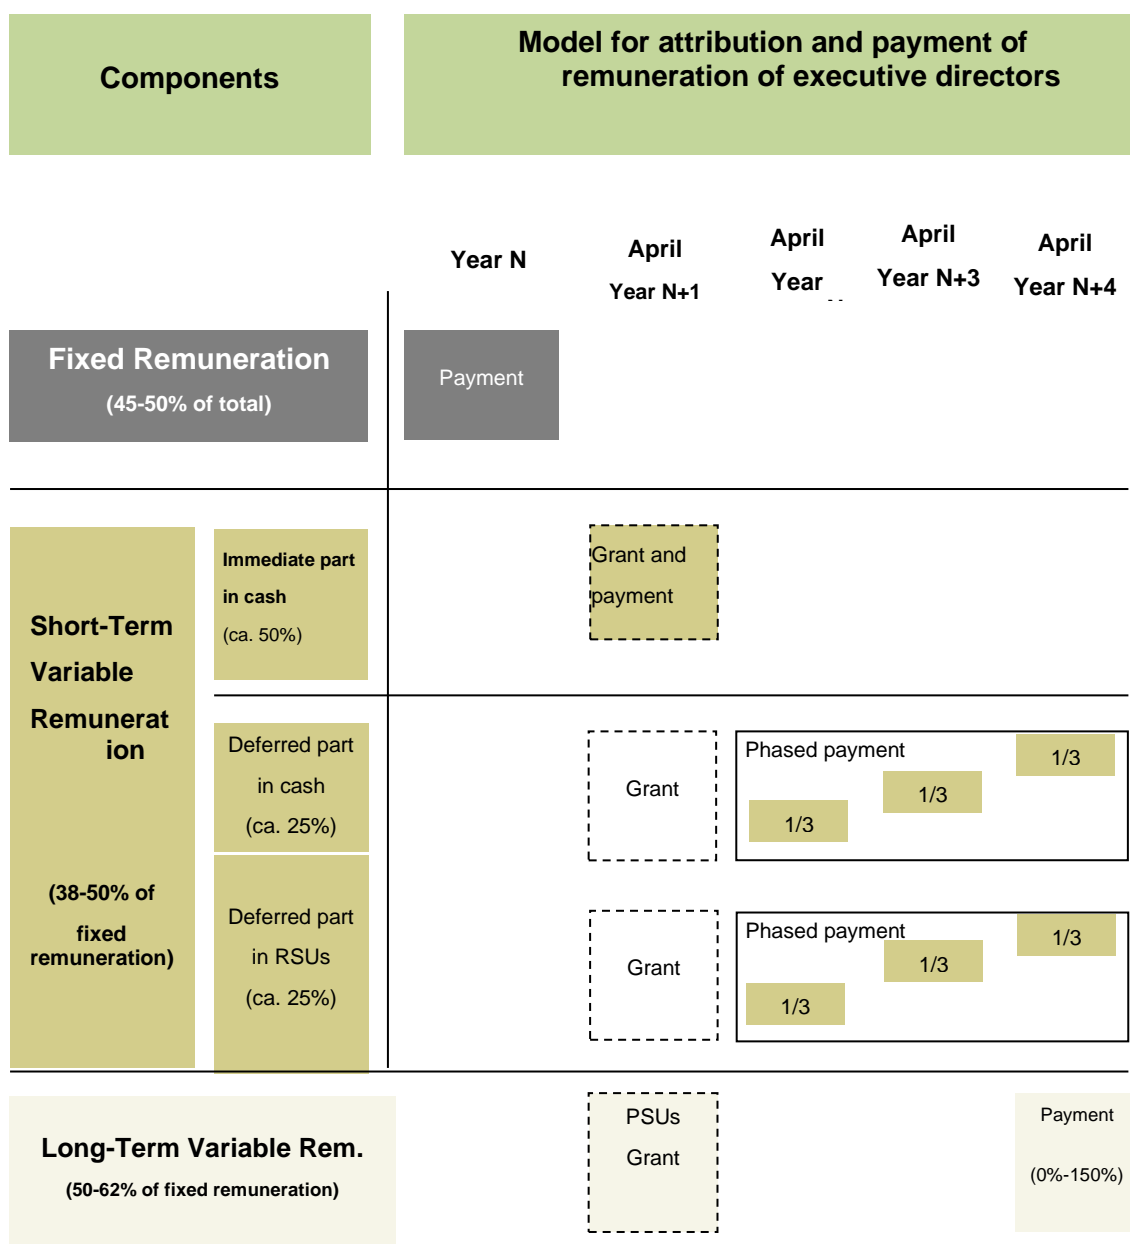 Components
Model for attribution and payment of
remuneration of executive directors
Year N
April
Year N+1
April
Year
April
Year N+3
April
Year N+4
Fixed Remuneration
(45-50% of total)
Payment
Short-Term
Variable
Remunerat
ion
(38-50% of
fixed
remuneration)
Immediate part
in cash
(ca. 50%)
Grant and
payment
Deferred part
in cash
(ca. 25%)
Grant
Phased payment
1/3
1/3
1/3
Deferred part
in RSUs
(ca. 25%)
Grant
Phased payment
1/3
1/3
1/3
Long-Term Variable Rem.
(50-62% of fixed remuneration)
PSUs
Grant
Payment
(0%-150%)